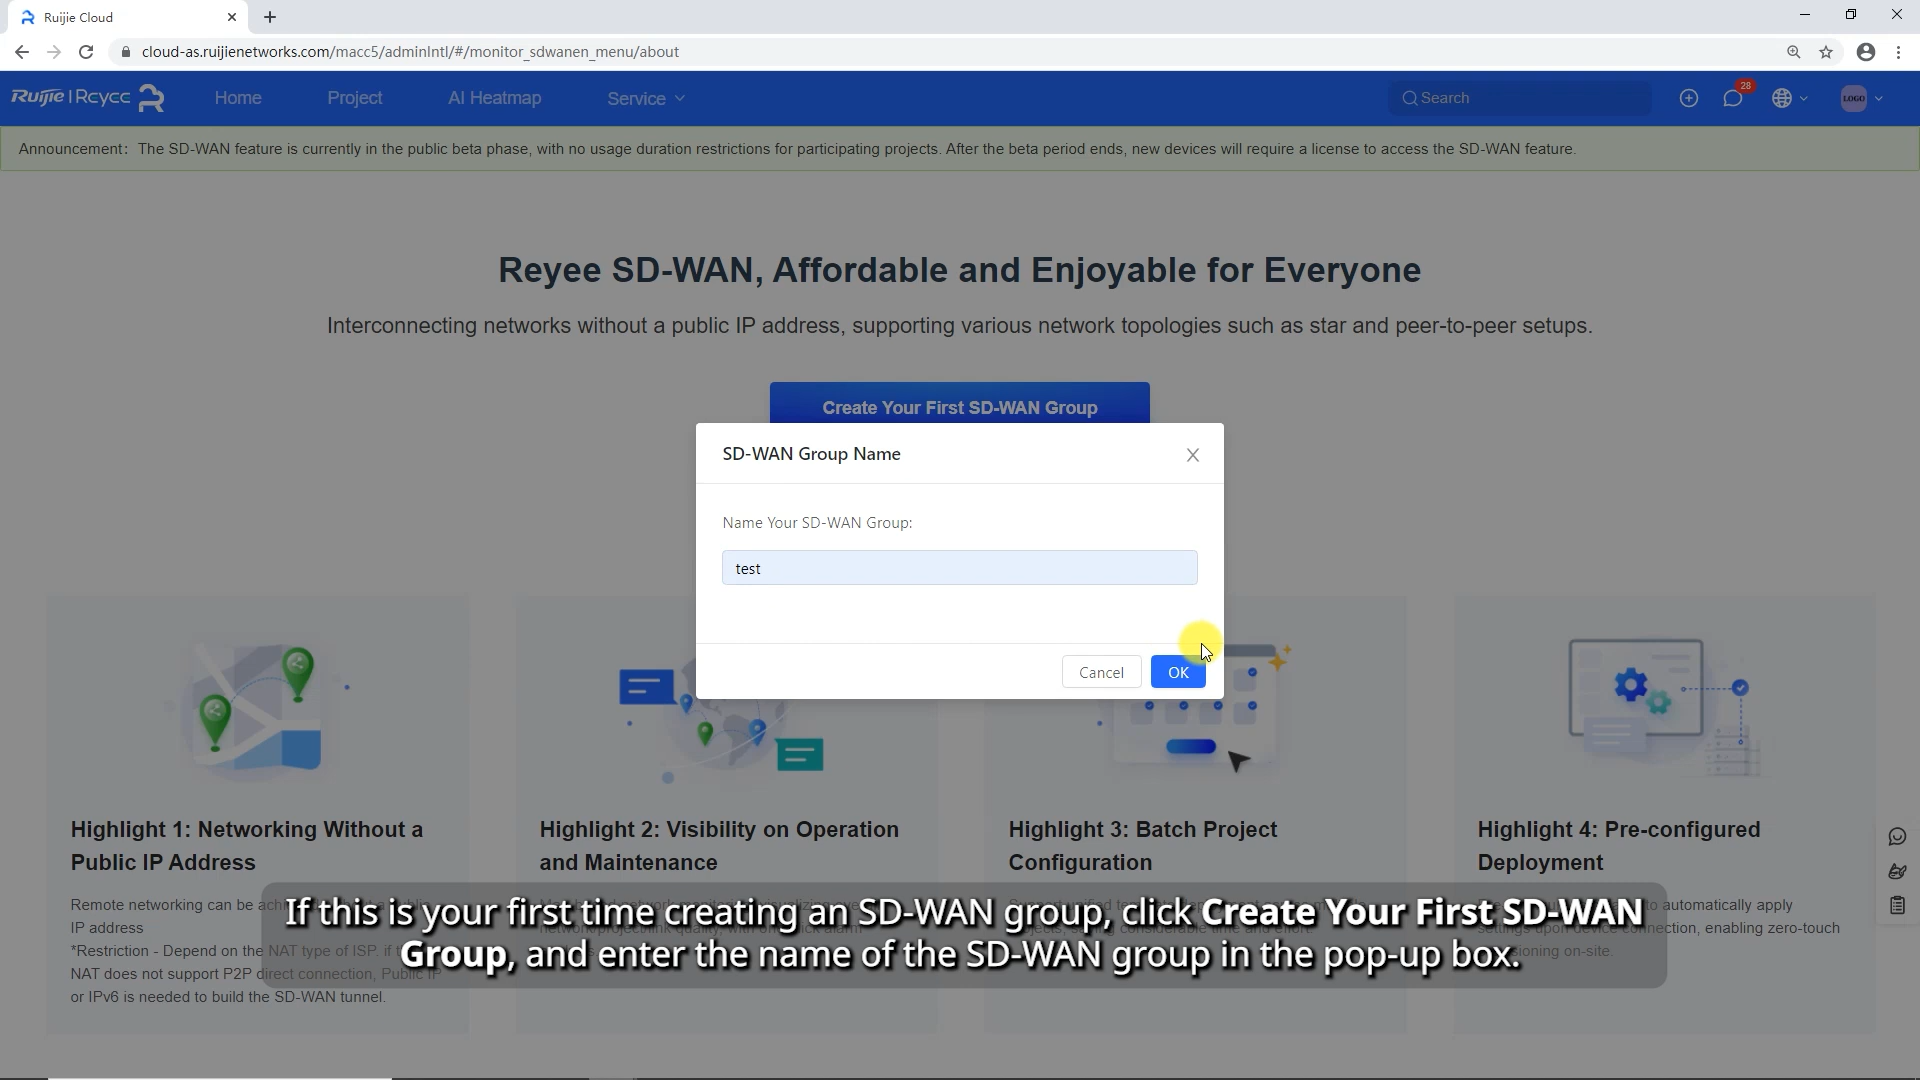 Ruijie Cloud
cloud-as.ruijienetworks.com/macc5/adminIntl/#/monitor_sdwanen_menu/about
Ruijie | Reyee
Home
Project
AI Heatmap
Service
Search
28
LOGO
Announcement: The SD-WAN feature is currently in the public beta phase, with no usage duration restrictions for participating projects. After the beta period ends, new devices will require a license to access the SD-WAN feature.
Reyee SD-WAN, Affordable and Enjoyable for Everyone
Interconnecting networks without a public IP address, supporting various network topologies such as star and peer-to-peer setups.
Create Your First SD-WAN Group
SD-WAN Group Name
Name Your SD-WAN Group:
test
Cancel
OK
Highlight 1: Networking Without a
Public IP Address
Remote networking can be
IP address
*Restriction - Depend on the NAT type of ISP. if
NAT does not support P2P direct connection, Public IP
or IPv6 is needed to build the SD-WAN tunnel.
Highlight 2: Visibility on Operation
and Maintenance
Highlight 3: Batch Project
Configuration
Highlight 4: Pre-configured
Deployment
to automatically apply
settings upon device connection, enabling zero-touch
on-site.
If this is your first time creating an SD-WAN group, click Create Your First SD-WAN
Group, and enter the name of the SD-WAN group in the pop-up box.